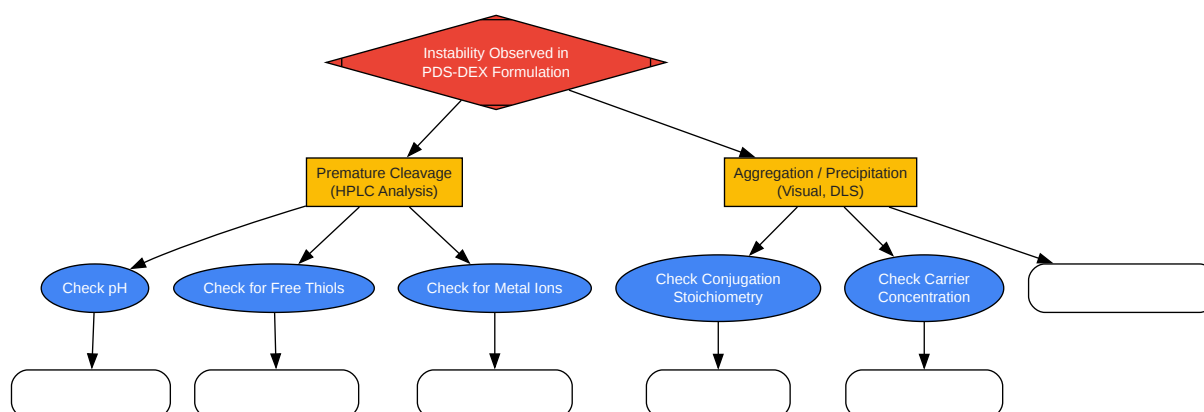 Instability Observed in
PDS-DEX Formulation
Premature Cleavage
(HPLC Analysis)
Aggregation / Precipitation
(Visual, DLS)
Check pH
Check for Free Thiols
Check for Metal Ions
Check Conjugation
Stoichiometry
Check Carrier
Concentration